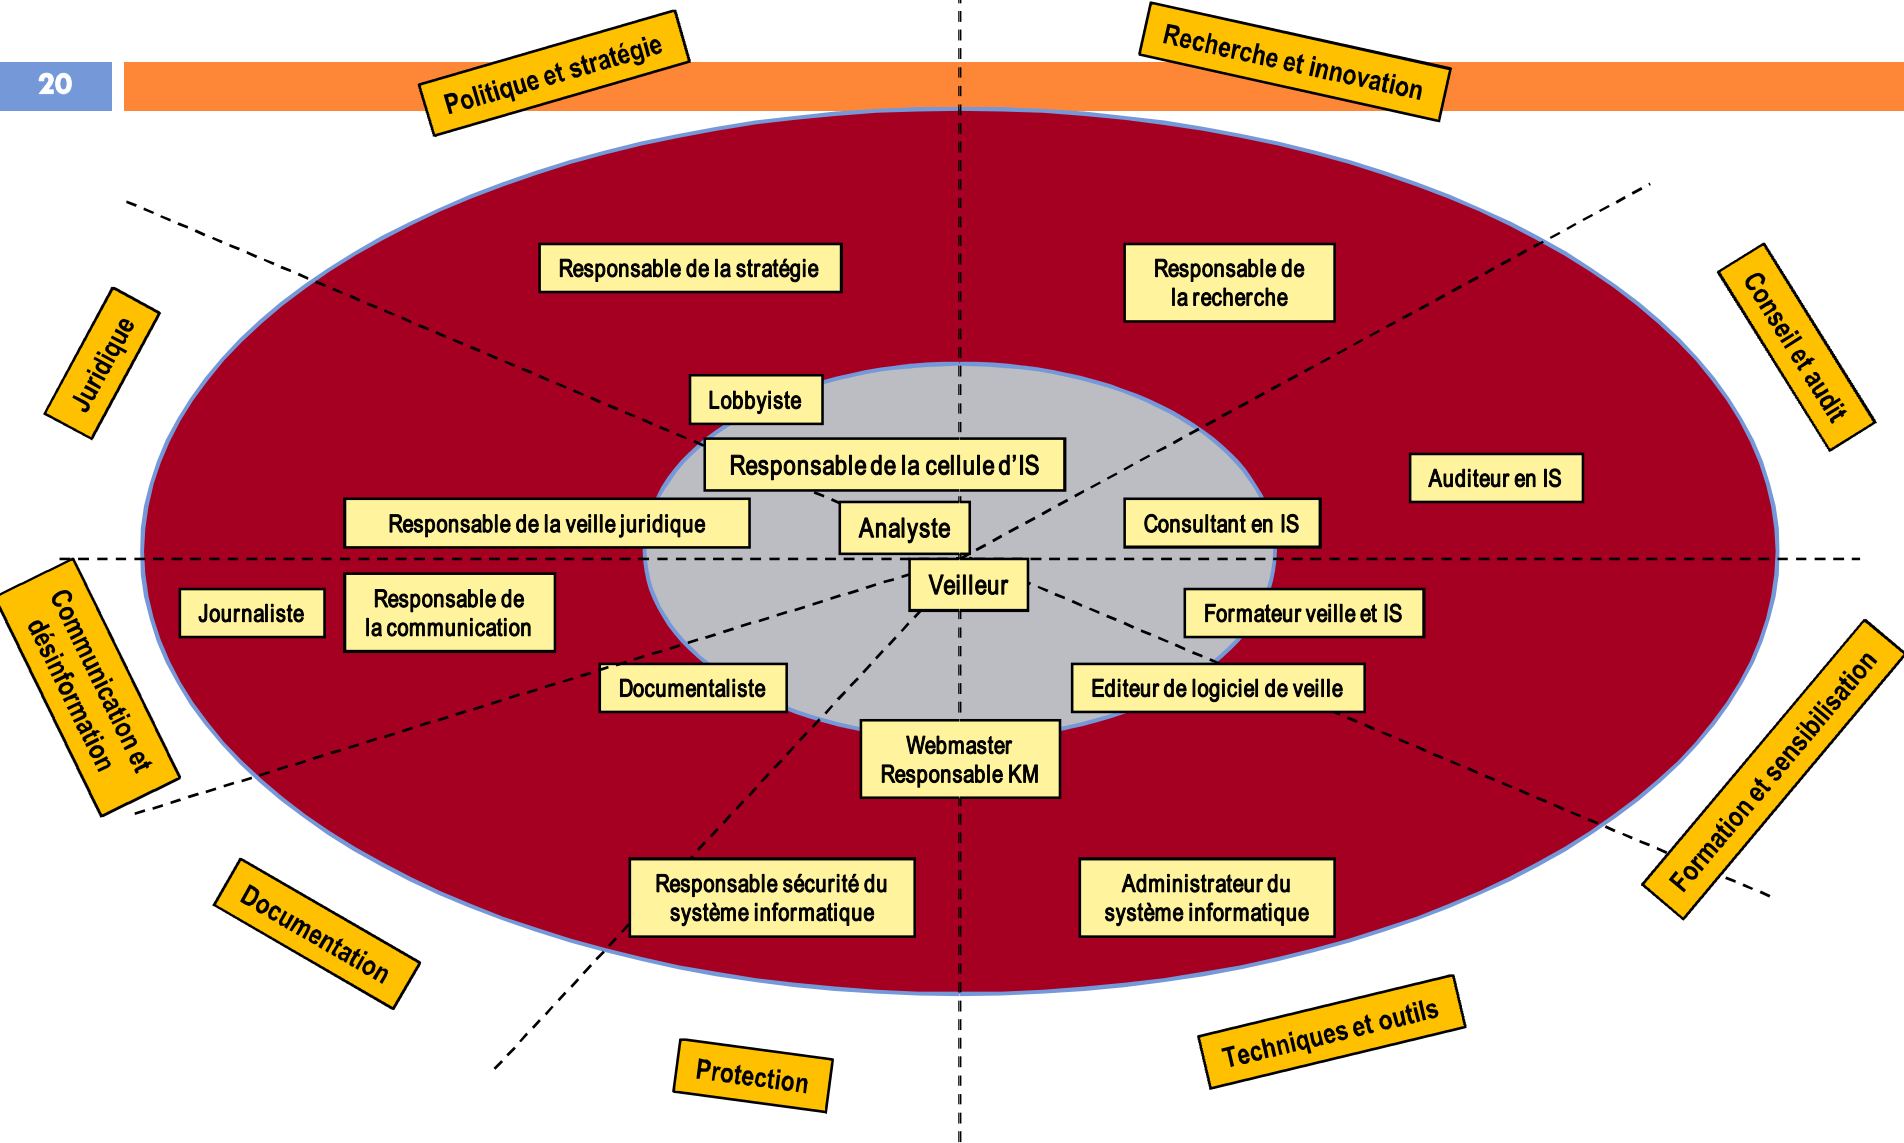 20
Politique et stratégie
Recherche et innovation
Juridique
Conseil et audit
Responsable de la stratégie
Responsable de
la recherche
Lobbyiste
Responsable de la cellule d’IS
Auditeur en IS
Responsable de la veille juridique
Analyste
Consultant en IS
Veilleur
Journaliste
Responsable de
la communication
Formateur veille et IS
Communication et
désinformation
Documentaliste
Editeur de logiciel de veille
Formation et sensibilisation
Webmaster
Responsable KM
Responsable sécurité du
système informatique
Administrateur du
système informatique
Documentation
Techniques et outils
Protection